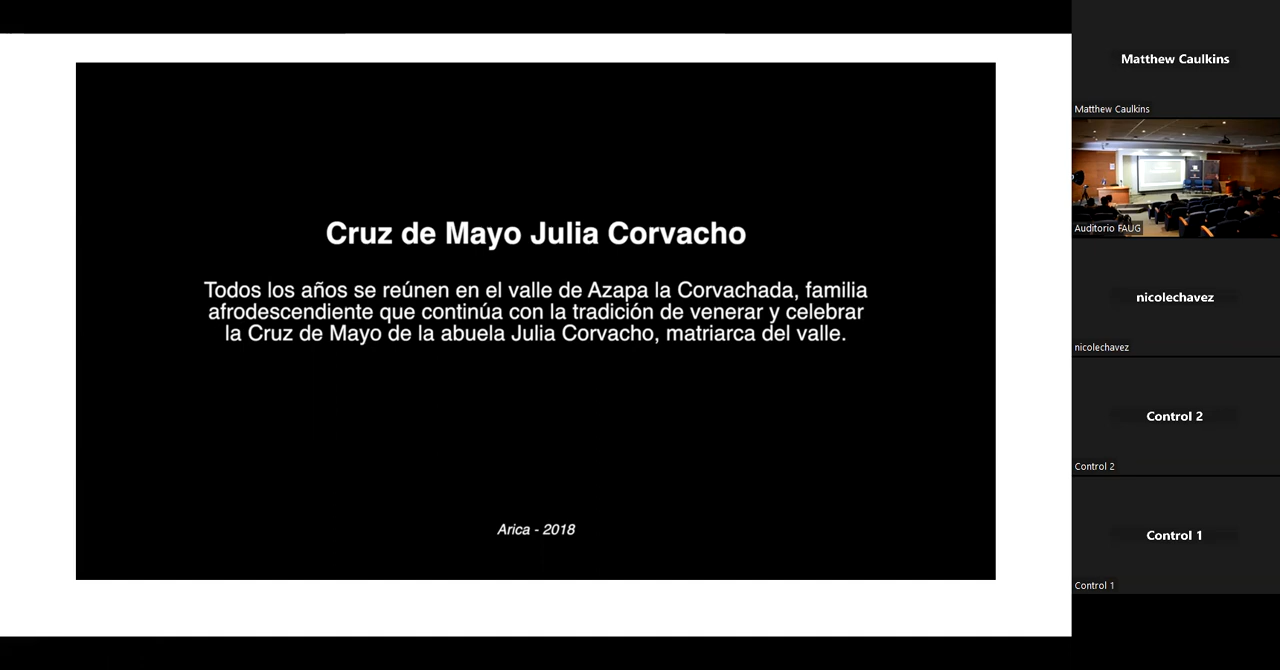 Cruz de Mayo Julia Corvacho
Todos los años se reúnen en el valle de Azapa la Corvachada, familia
afrodescendiente que continúa con la tradición de venerar y celebrar
la Cruz de Mayo de la abuela Julia Corvacho, matriarca del valle.
Arica - 2018
Matthew Caulkins
Matthew Caulkins
Auditorio FAUG
nicolechavez
nicolechavez
Control 2
Control 2
Control 1
Control 1